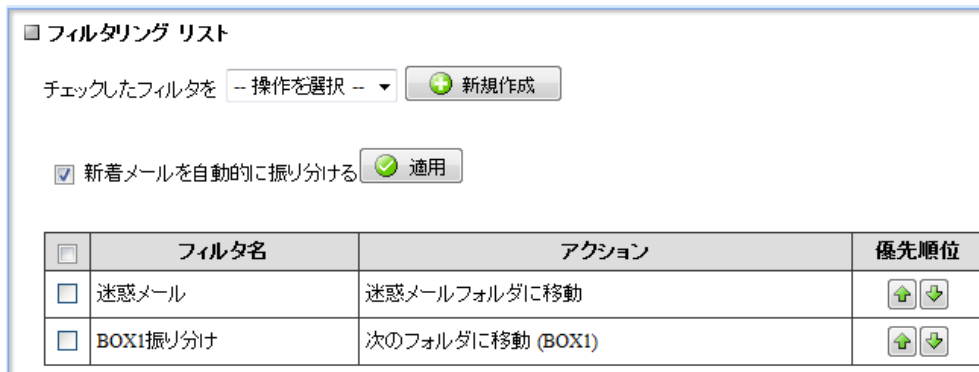 フィルタリング リスト
チェックしたフィルタを -- 操作を選択 -- 新規作成
新着メールを自動的に振り分ける 適用
フィルタ名 アクション 優先順位
迷惑メール 迷惑メールフォルダに移動
BOX1振り分け 次のフォルダに移動 (BOX1)